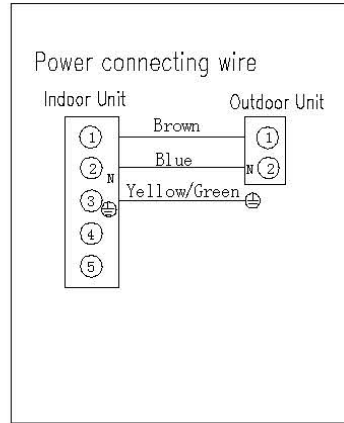 Power connecting wire
Indoor Unit
Outdoor Unit
1 Brown 1
2 N Blue N 2
3 Yellow/Green
4
5